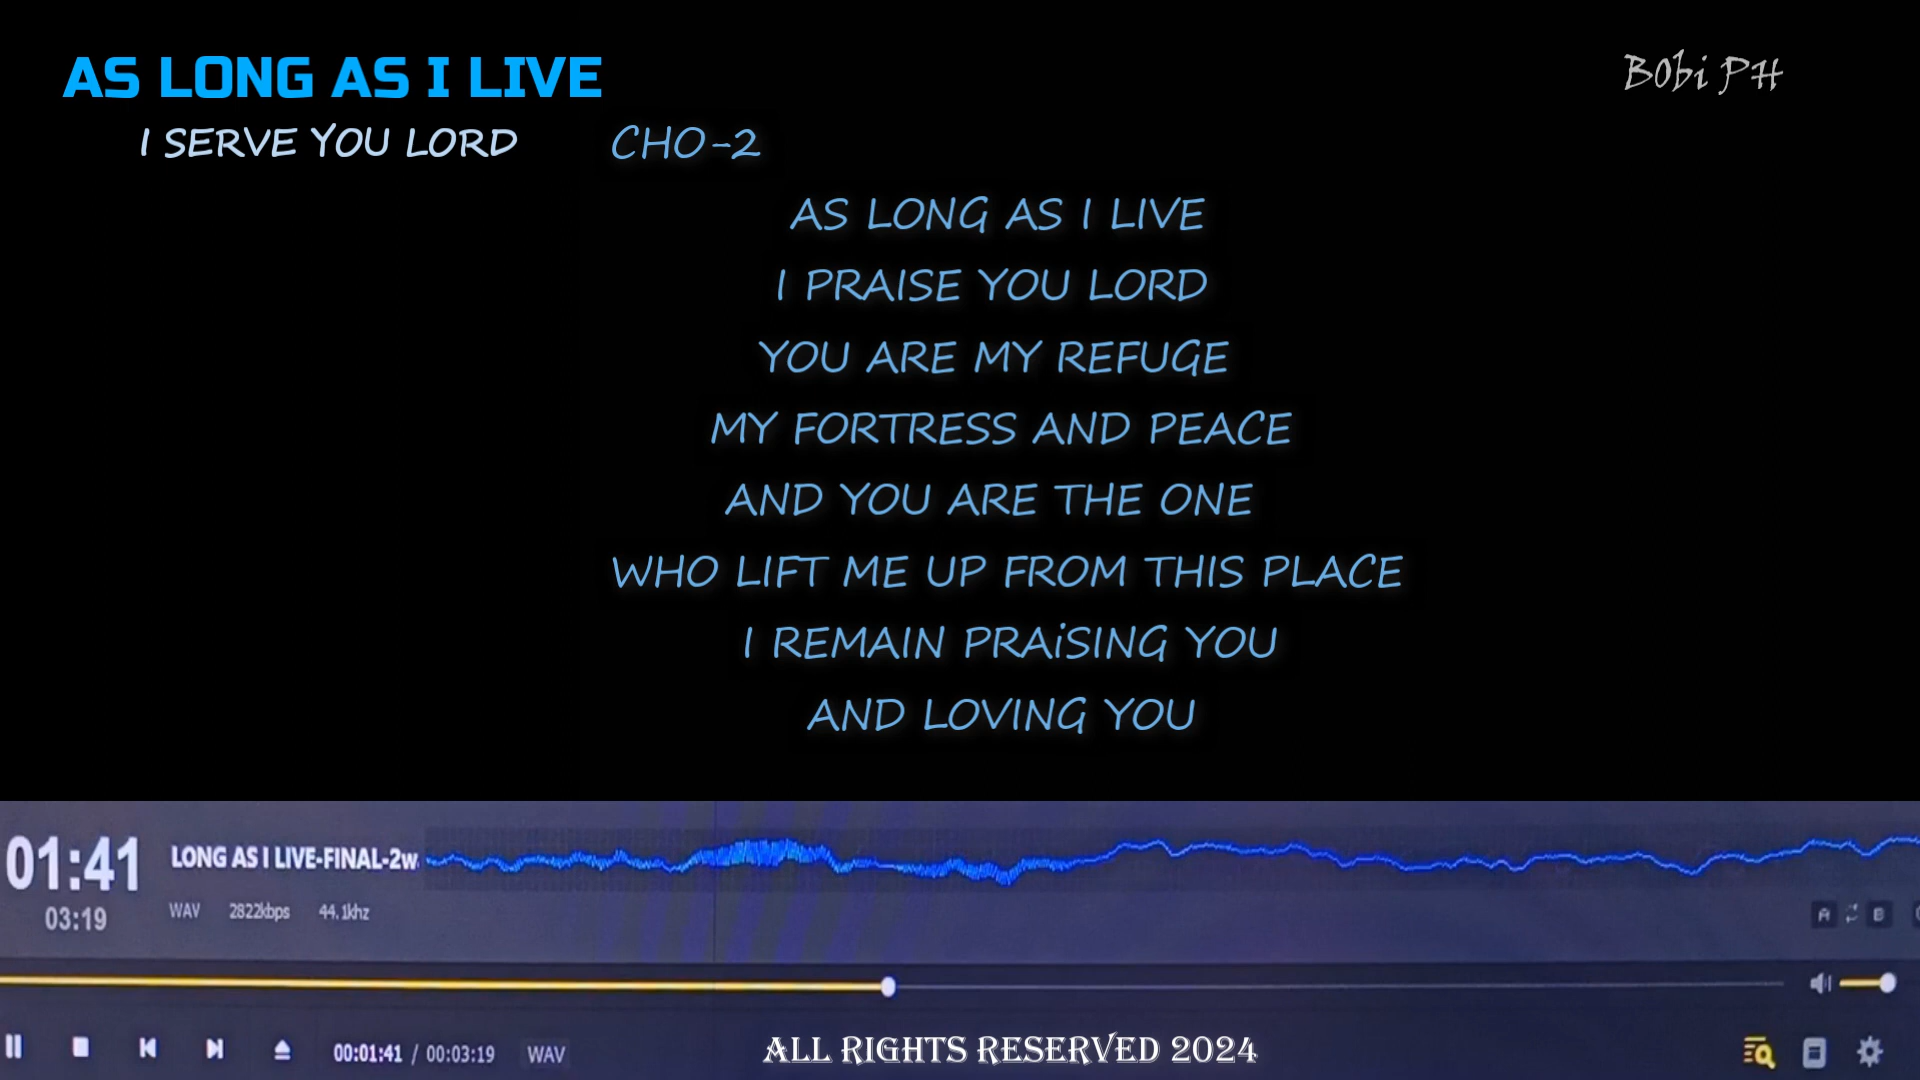 AS LONG AS I LIVE
BObi PH
I SERVE YOU LORD
CHO-2
AS LONG AS I LIVE
I PRAISE YOU LORD
YOU ARE MY REFUGE
MY FORTRESS AND PEACE
AND YOU ARE THE ONE
WHO LIFT ME UP FROM THIS PLACE
I REMAIN PRAiSING YOU
AND LOVING YOU
01:41
LONG AS I LIVE-FINAL-2w
03:19
WAV 2822kbps 44.1khz
A B
00:01:41 / 00:03:19 WAV
ALL RIGHTS RESERVED 2024